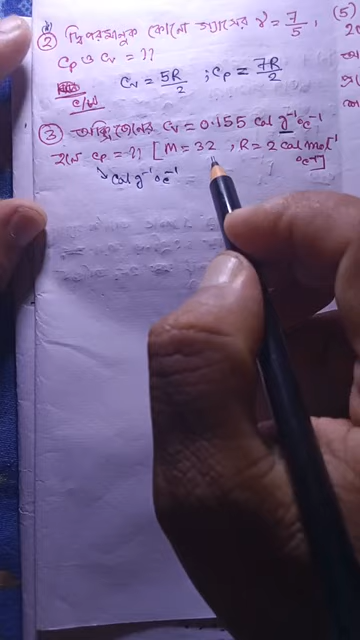 ② দ্বিপরমাণুক কোনো গ্যাসের γ = 7/5,
Cp ও Cv = ??
Cv = 5R/2 ; Cp = 7R/2
C/W
③ অক্সিজেনের Cv = 0.155 Cal g⁻¹ °C⁻¹
হলে Cp = ?? [M = 32, R = 2 Cal mol⁻¹
°C⁻¹]
↘ Cal g⁻¹ °C⁻¹
(5)